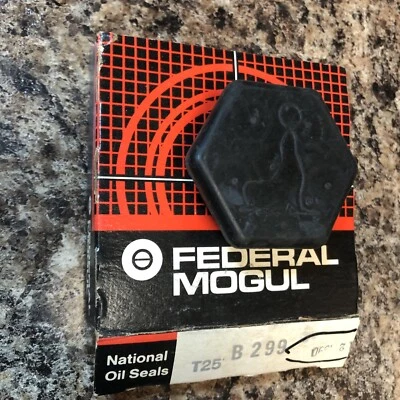 FEDERAL
MOGUL
National
Oil Seals
T25 B 299